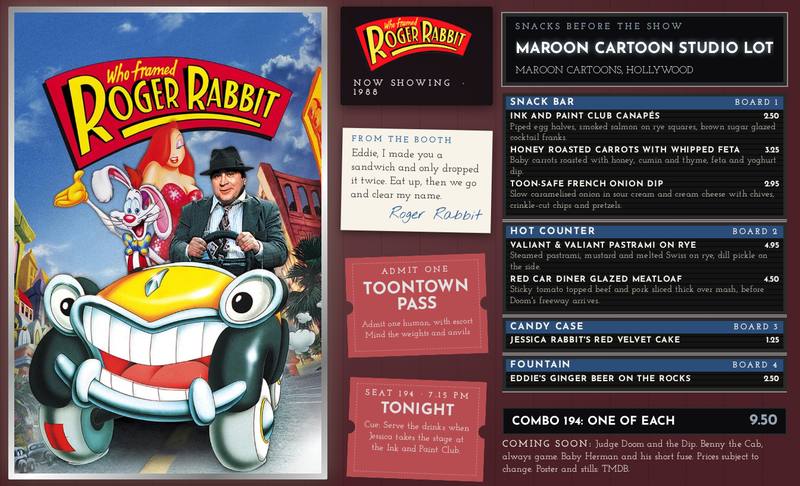 Who framed
ROGER RABBIT
Who framed
ROGER RABBIT
NOW SHOWING ·
1988
FROM THE BOOTH
Eddie, I made you a
sandwich and only dropped
it twice. Eat up, then we go
and clear my name.
Roger Rabbit
ADMIT ONE
TOONTOWN
PASS
Admit one human, with escort
Mind the weights and anvils
SEAT 194 · 7.15 PM
TONIGHT
Cue: Serve the drinks when
Jessica takes the stage at
the Ink and Paint Club.
SNACKS BEFORE THE SHOW
MAROON CARTOON STUDIO LOT
MAROON CARTOONS, HOLLYWOOD
SNACK BAR BOARD 1
INK AND PAINT CLUB CANAPÉS 2.50
Piped egg halves, smoked salmon on rye squares, brown sugar glazed
cocktail franks.
HONEY ROASTED CARROTS WITH WHIPPED FETA 3.25
Baby carrots roasted with honey, cumin and thyme, feta and yoghurt
dip.
TOON-SAFE FRENCH ONION DIP 2.95
Slow caramelised onion in sour cream and cream cheese with chives,
crinkle-cut chips and pretzels.
HOT COUNTER BOARD 2
VALIANT & VALIANT PASTRAMI ON RYE 4.95
Steamed pastrami, mustard and melted Swiss on rye, dill pickle on
the side.
RED CAR DINER GLAZED MEATLOAF 4.50
Sticky tomato topped beef and pork sliced thick over mash, before
Doom's freeway arrives.
CANDY CASE BOARD 3
JESSICA RABBIT'S RED VELVET CAKE 1.25
FOUNTAIN BOARD 4
EDDIE'S GINGER BEER ON THE ROCKS 2.50
COMBO 194: ONE OF EACH 9.50
COMING SOON: Judge Doom and the Dip. Benny the Cab,
always game. Baby Herman and his short fuse. Prices subject to
change. Poster and stills: TMDB.